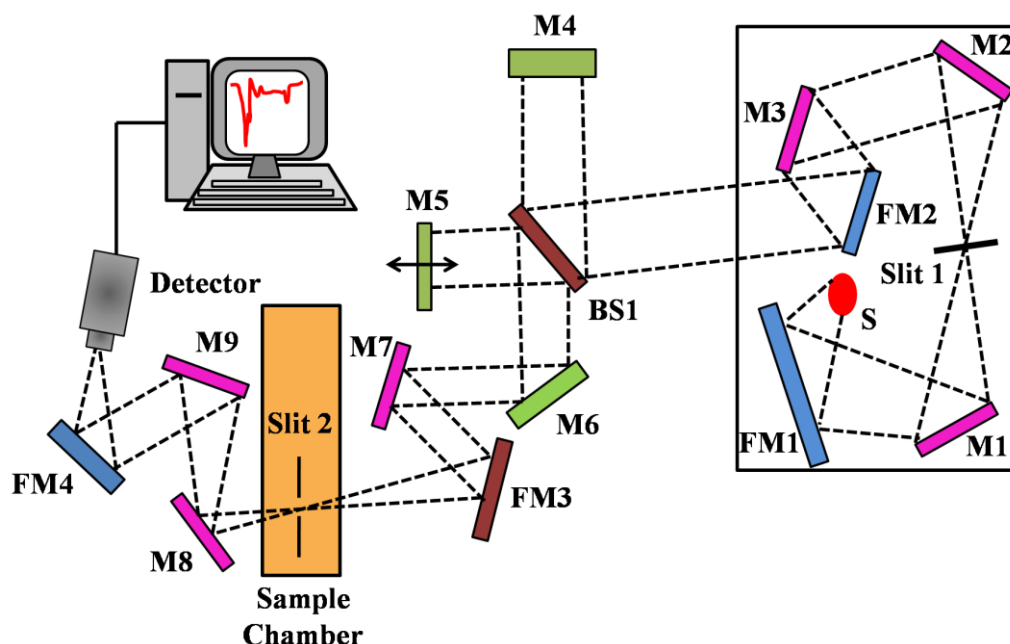 M4
M2
M3
M5
FM2
Slit 1
Detector
BS1
S
M7
M9
Slit 2
M6
FM1
M1
FM4
FM3
M8
Sample
Chamber